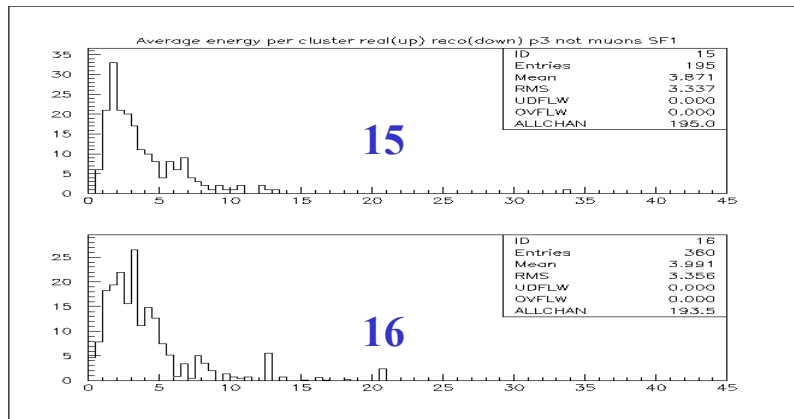 Average energy per cluster real(up) reco(down) p3 not muons SF1
ID 15
Entries 195
Mean 3.871
RMS 3.337
UDFLW 0.000
OVFLW 0.000
ALLCHAN 195.0
35
30
25
20
15
10
5
0
15
0 5 10 15 20 25 30 35 40 45
ID 16
Entries 360
Mean 3.991
RMS 3.356
UDFLW 0.000
OVFLW 0.000
ALLCHAN 193.5
25
20
15
10
5
0
16
0 5 10 15 20 25 30 35 40 45